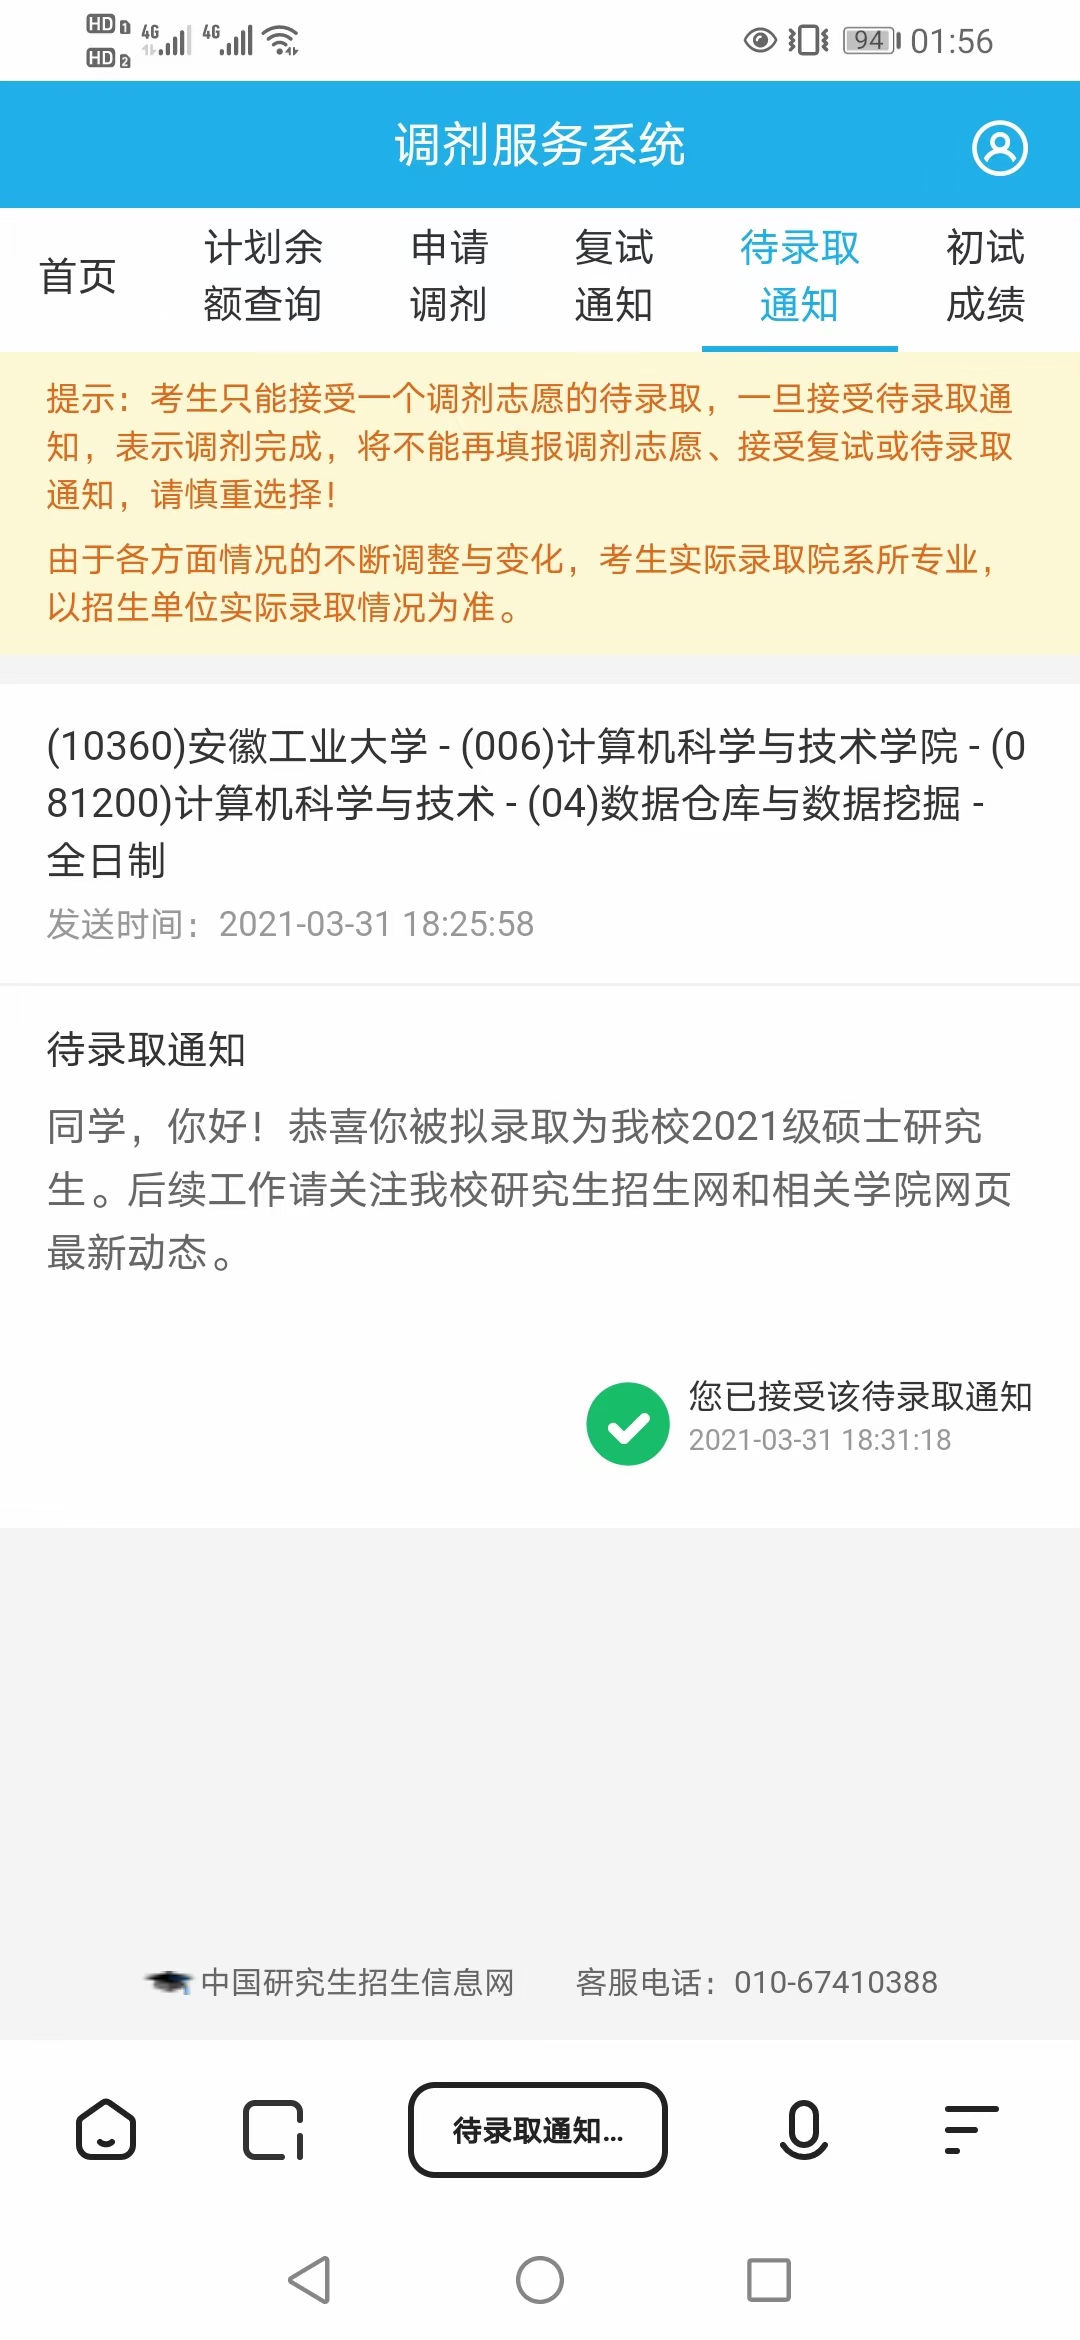 HD 1 4G 4G 94 01:56
HD 2
调剂服务系统
首页
计划余
额查询
申请
调剂
复试
通知
待录取
通知
初试
成绩
提示：考生只能接受一个调剂志愿的待录取，一旦接受待录取通
知，表示调剂完成，将不能再填报调剂志愿、接受复试或待录取
通知，请慎重选择！
由于各方面情况的不断调整与变化，考生实际录取院系所专业，
以招生单位实际录取情况为准。
(10360)安徽工业大学 - (006)计算机科学与技术学院 - (0
81200)计算机科学与技术 - (04)数据仓库与数据挖掘 -
全日制
发送时间：2021-03-31 18:25:58
待录取通知
同学，你好！恭喜你被拟录取为我校2021级硕士研究
生。后续工作请关注我校研究生招生网和相关学院网页
最新动态。
您已接受该待录取通知
2021-03-31 18:31:18
中国研究生招生信息网 客服电话：010-67410388
待录取通知...